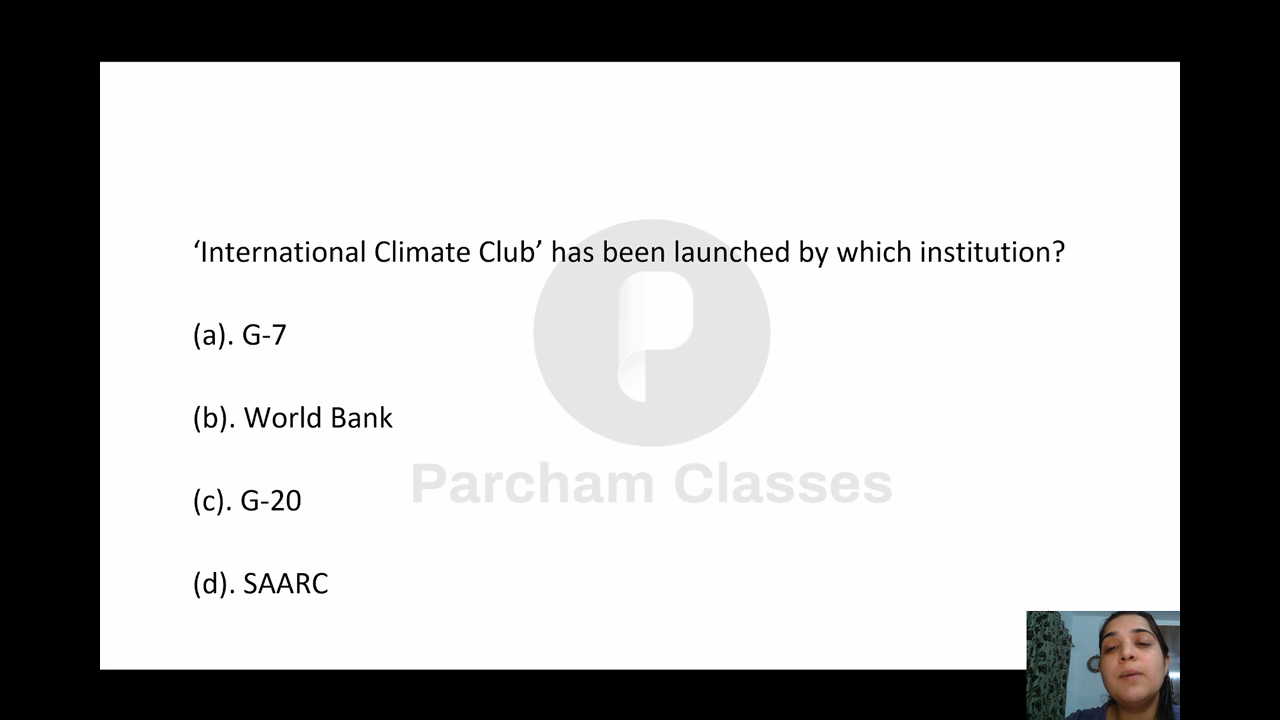 ‘International Climate Club’ has been launched by which institution?
(a). G-7
(b). World Bank
(c). G-20
Parcham Classes
(d). SAARC